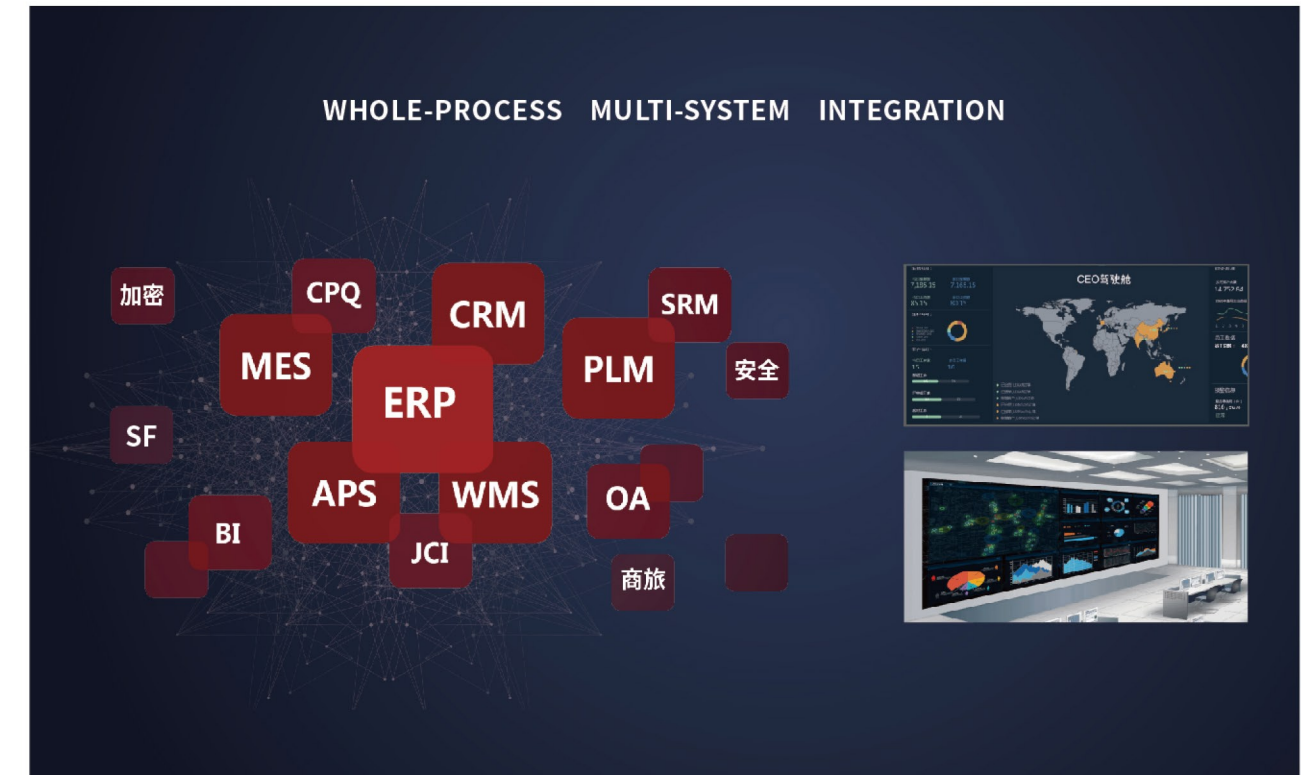 WHOLE-PROCESS MULTI-SYSTEM INTEGRATION
加密
CPQ
CRM
SRM
MES
ERP
PLM
安全
SF
APS
WMS
OA
BI
JCI
商旅
CEO驾驶舱